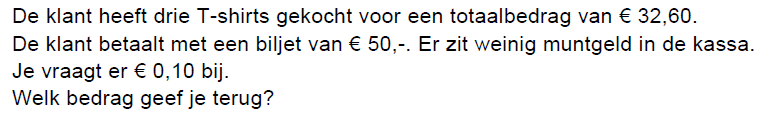 De klant heeft drie T-shirts gekocht voor een totaalbedrag van € 32,60.
De klant betaalt met een biljet van € 50,-. Er zit weinig muntgeld in de kassa.
Je vraagt er € 0,10 bij.
Welk bedrag geef je terug?